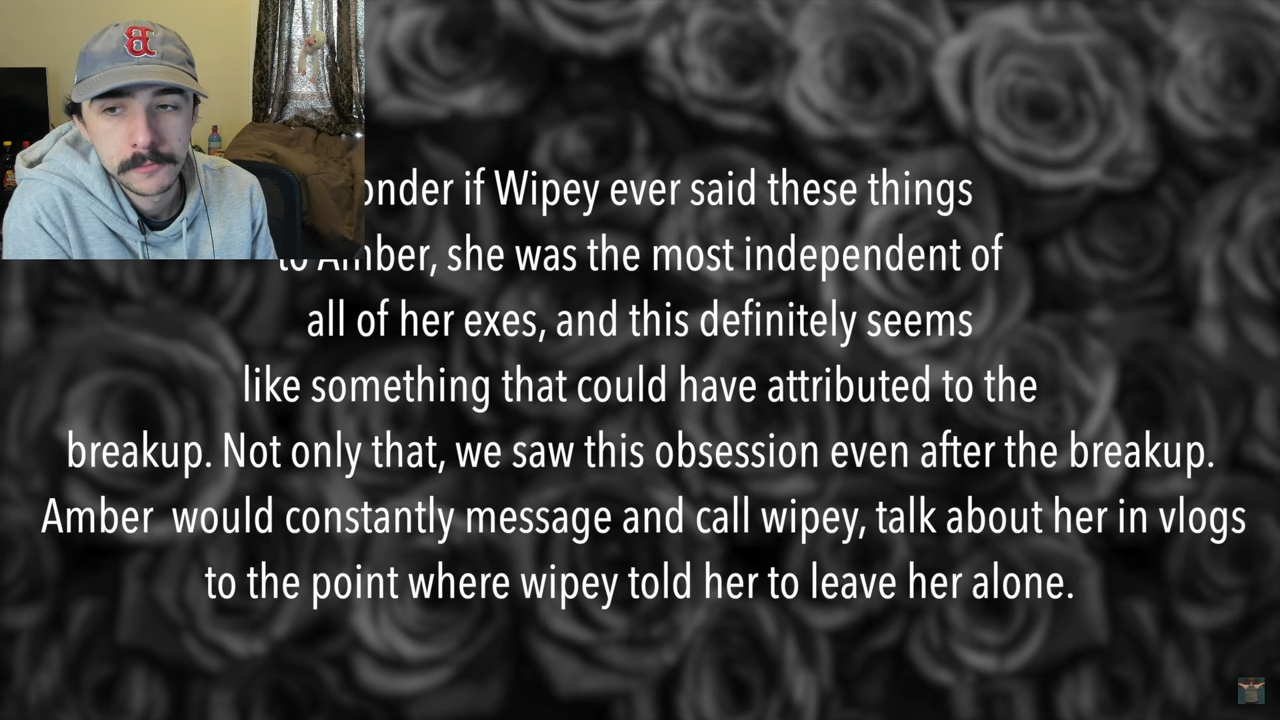 if Wipey ever said these things
she was the most independent of
all of her exes, and this definitely seems
like something that could have attributed to the
breakup. Not only that, we saw this obsession even after the breakup.
Amber would constantly message and call wipey, talk about her in vlogs
to the point where wipey told her to leave her alone.